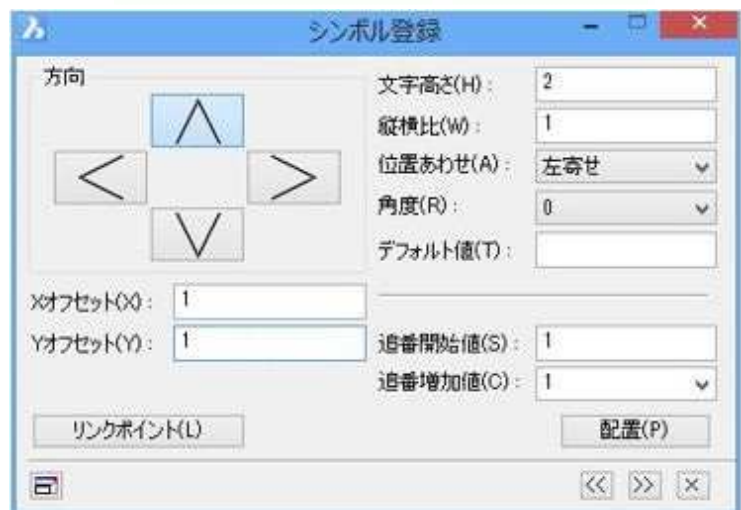 シンボル登録
方向
文字高さ(H): 2
縦横比(W): 1
位置あわせ(A): 左寄せ
角度(R): 0
デフォルト値(T):
Xオフセット(X): 1
Yオフセット(Y): 1
追番開始値(S): 1
追番増加値(C): 1
リンクポイント(L)
配置(P)